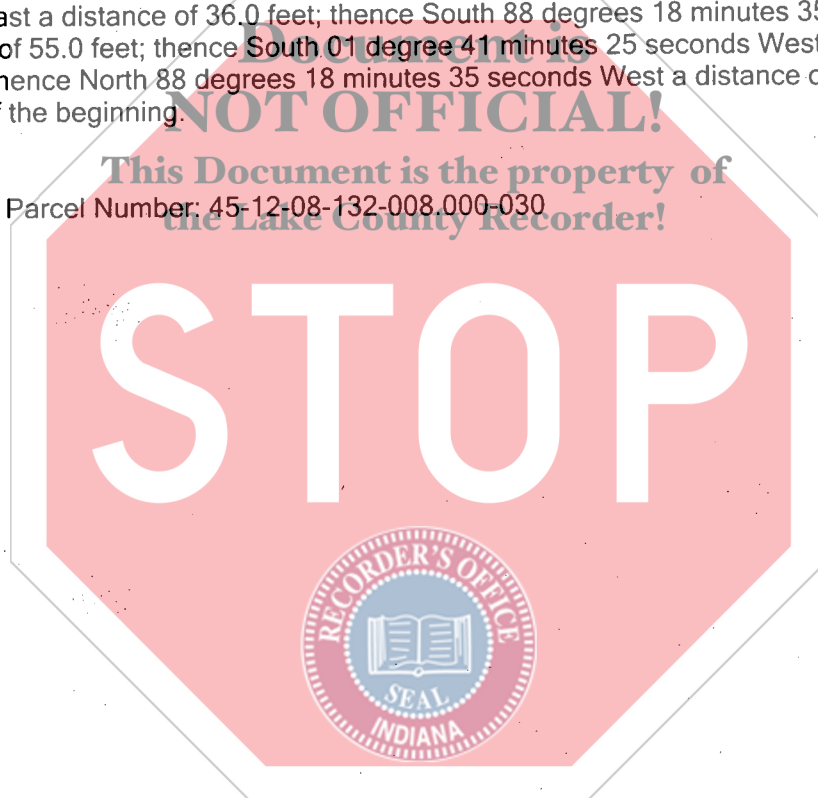 ast a distance of 36.0 feet; thence South 88 degrees 18 minutes 35
Document is
of 55.0 feet; thence South 01 degree 41 minutes 25 seconds West
hence North 88 degrees 18 minutes 35 seconds West a distance o
f the beginning.
NOT OFFICIAL!
This Document is the property of
Parcel Number: 45-12-08-132-008.000-030
the Lake County Recorder!
STOP
RECORDER'S OFFICE
SEAL
INDIANA